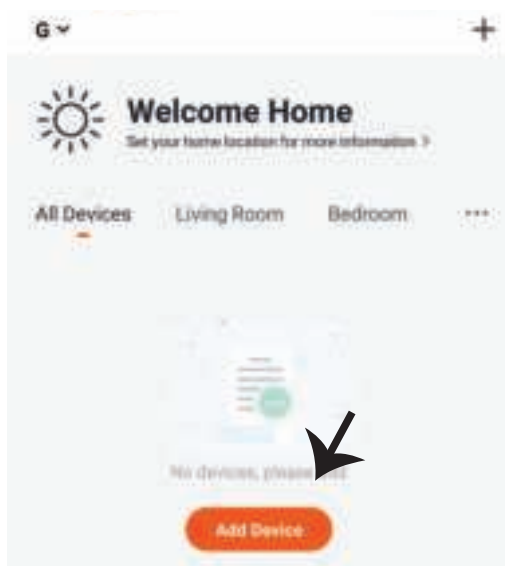 G
Welcome Home
Set your home location for more information >
All Devices
Living Room
Bedroom
...
No devices, please add
Add Device